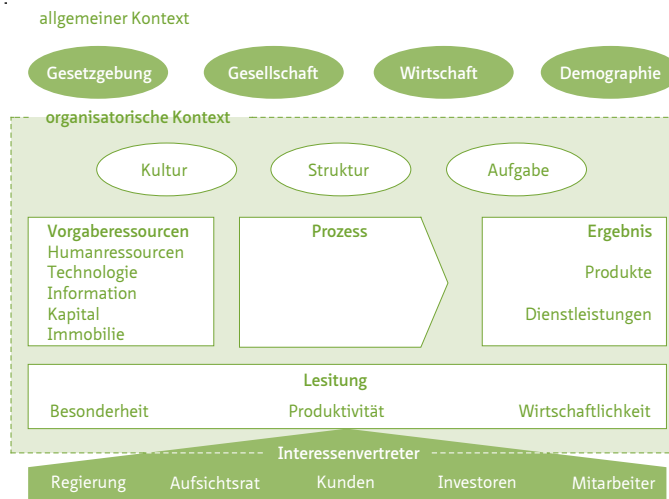 allgemeiner Kontext
Gesetzgebung Gesellschaft Wirtschaft Demographie
organisatorische Kontext
Kultur Struktur Aufgabe
Vorgaberessourcen
Humanressourcen
Technologie
Information
Kapital
Immobilie
Prozess
Ergebnis
Produkte
Dienstleistungen
Lesitung
Besonderheit Produktivität Wirtschaftlichkeit
Interessenvertreter
Regierung Aufsichtsrat Kunden Investoren Mitarbeiter